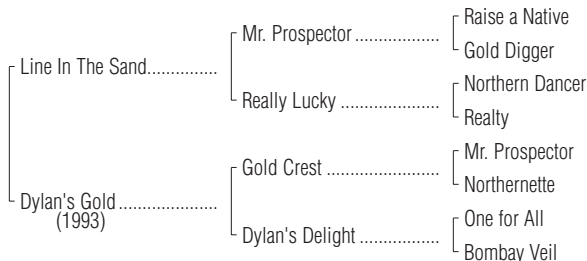 Raise a Native
Mr. Prospector ..................
Gold Digger
Line In The Sand...............
Northern Dancer
Really Lucky .....................
Realty
Mr. Prospector
Gold Crest ........................
Northernette
Dylan's Gold .....................
(1993)
One for All
Dylan's Delight .................
Bombay Veil